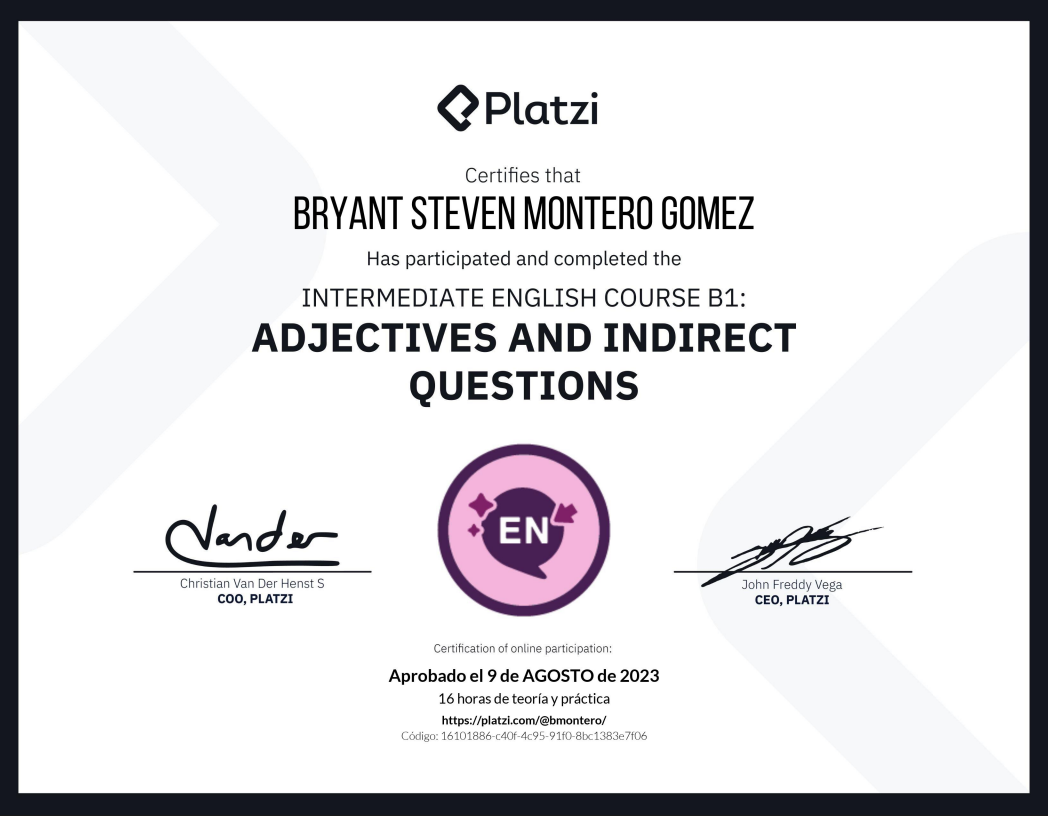 Platzi
Certifies that
BRYANT STEVEN MONTERO GOMEZ
Has participated and completed the
INTERMEDIATE ENGLISH COURSE B1:
ADJECTIVES AND INDIRECT
QUESTIONS
EN
Vander
Christian Van Der Henst S
COO, PLATZI
John Freddy Vega
CEO, PLATZI
Certification of online participation:
Aprobado el 9 de AGOSTO de 2023
16 horas de teoría y práctica
https://platzi.com/@bmontero/
Código: 16101886-c40f-4c95-91f0-8bc1383e7f06